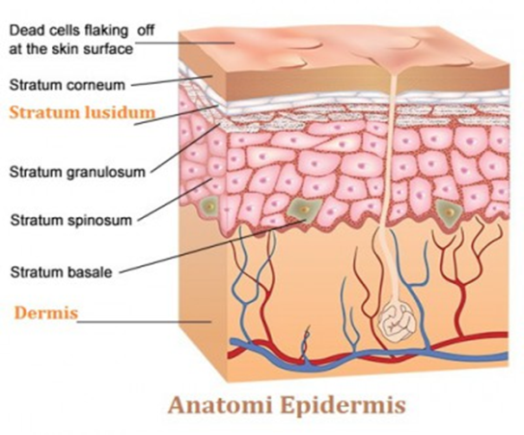 Dead cells flaking off
at the skin surface
Stratum corneum
Stratum lusidum
Stratum granulosum
Stratum spinosum
Stratum basale
Dermis
Anatomi Epidermis